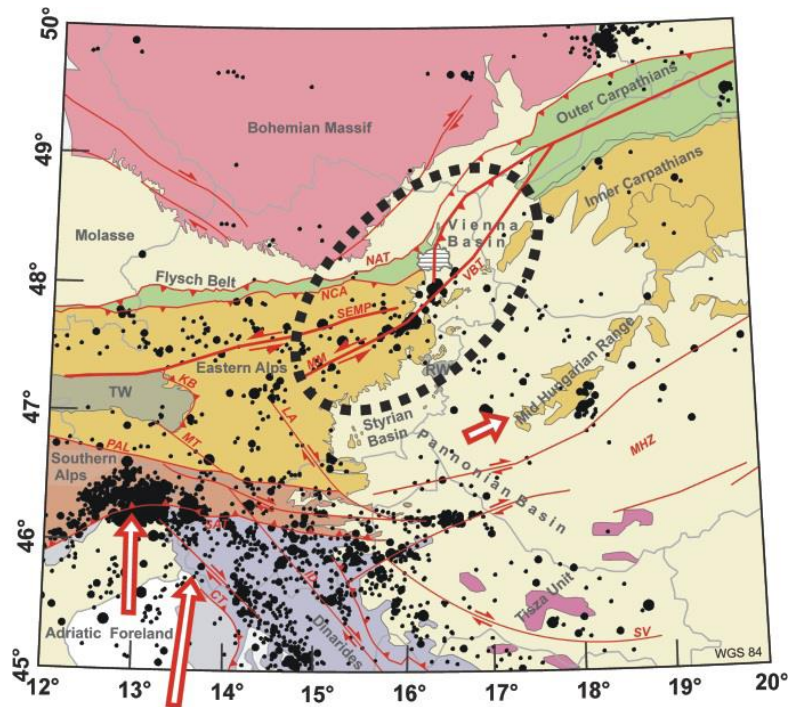 50°
49°
48°
47°
46°
45°
Outer Carpathians
Bohemian Massif
Inner Carpathians
Molasse
Vienna
Basin
NAT
VBT
Flysch Belt
NCA
SEMP
MM
Eastern Alps
RW
KB
TW
LA
Mid Hungarian Range
Styrian
Basin
MT
PAL
Southern
Alps
MHZ
Pannonian Basin
SAT
ID
CT
Tisza Unit
Dinarides
Adriatic Foreland
SV
WGS 84
12 13° 14° 15° 16° 17° 18° 19° 20°